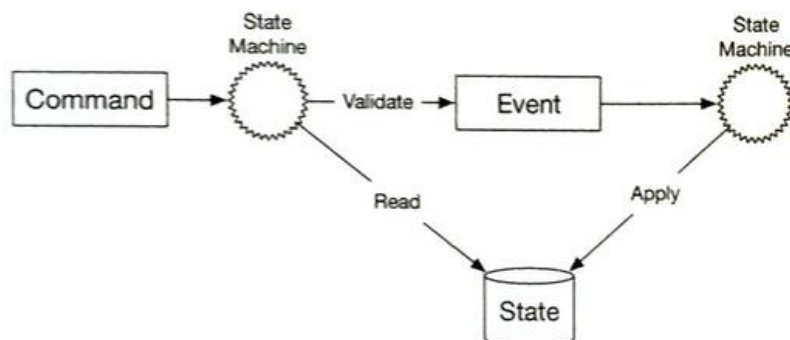 State
Machine
State
Machine
Command
Validate
Event
Read
Apply
State